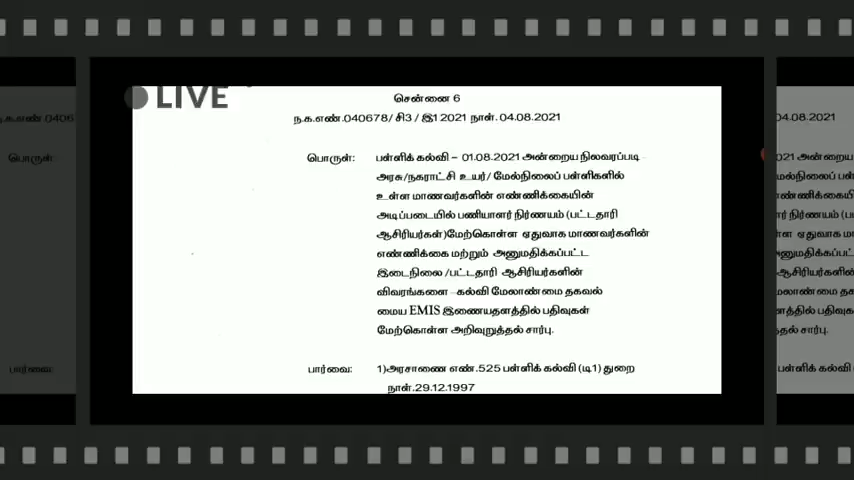 LIVE
சென்னை 6
ந.க.எண்.040678/ சி3 / இ1 2021 நாள். 04.08.2021
பொருள்: பள்ளிக் கல்வி – 01.08.2021 அன்றைய நிலவரப்படி
அரசு/நகராட்சி உயர்/ மேல்நிலைப் பள்ளிகளில்
உள்ள மாணவர்களின் எண்ணிக்கையின்
அடிப்படையில் பணியாளர் நிர்ணயம் (பட்டதாரி
ஆசிரியர்கள்)மேற்கொள்ள ஏதுவாக மாணவர்களின்
எண்ணிக்கை மற்றும் அனுமதிக்கப்பட்ட
இடைநிலை /பட்டதாரி ஆசிரியர்களின்
விவரங்களை –கல்வி மேலாண்மை தகவல்
மைய EMIS இணையதளத்தில் பதிவுகள்
மேற்கொள்ள அறிவுறுத்தல் சார்பு.
பார்வை: 1)அரசாணை எண்.525 பள்ளிக் கல்வி (டி1) துறை
நாள்.29.12.1997